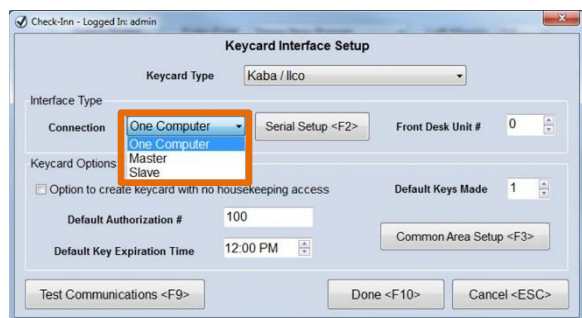 Check-Inn - Logged In: admin
Keycard Interface Setup
Keycard Type Kaba / Ilco
Interface Type
Connection One Computer Serial Setup <F2> Front Desk Unit # 0
One Computer
Master
Slave
Keycard Options
Option to create keycard with no housekeeping access Default Keys Made 1
Default Authorization # 100
Common Area Setup <F3>
Default Key Expiration Time 12:00 PM
Test Communications <F9> Done <F10> Cancel <ESC>